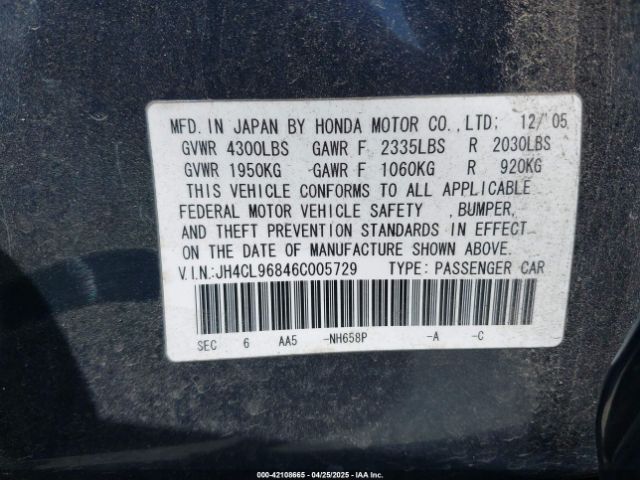 MFD. IN JAPAN BY HONDA MOTOR CO.,LTD; 12/'05
GVWR 4300LBS GAWR F 2335LBS R 2030LBS
GVWR 1950KG -GAWR F 1060KG R 920KG
THIS VEHICLE CONFORMS TO ALL APPLICABLE
FEDERAL MOTOR VEHICLE SAFETY ,BUMPER,
AND THEFT PREVENTION STANDARDS IN EFFECT
ON THE DATE OF MANUFACTURE SHOWN ABOVE.
V.I.N:JH4CL96846C005729 TYPE: PASSENGER CAR
SEC 6 AA5 -NH658P -A -C
000-42108665 - 04/25/2025 - IAA Inc.